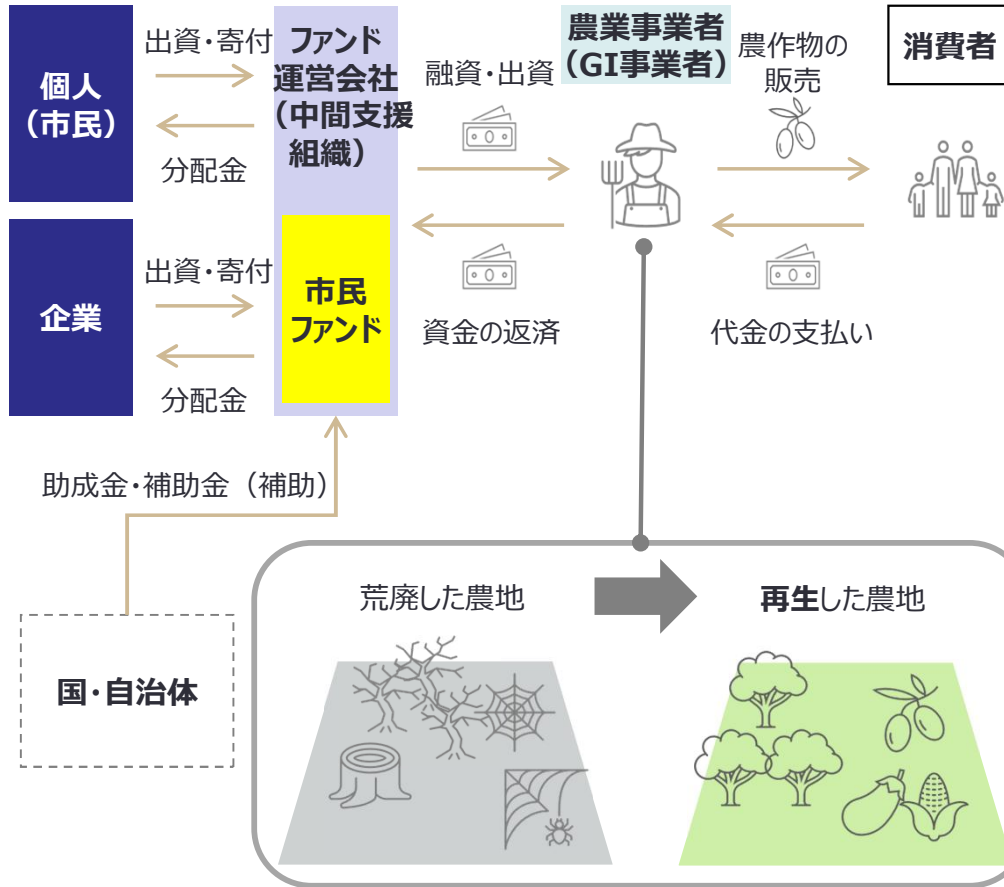 個人
（市民）
出資・寄付
分配金
ファンド
運営会社
（中間支援
組織）
融資・出資
農業事業者
（GI事業者）
農作物の
販売
消費者
企業
出資・寄付
分配金
市民
ファンド
資金の返済
代金の支払い
助成金・補助金（補助）
国・自治体
荒廃した農地
再生した農地